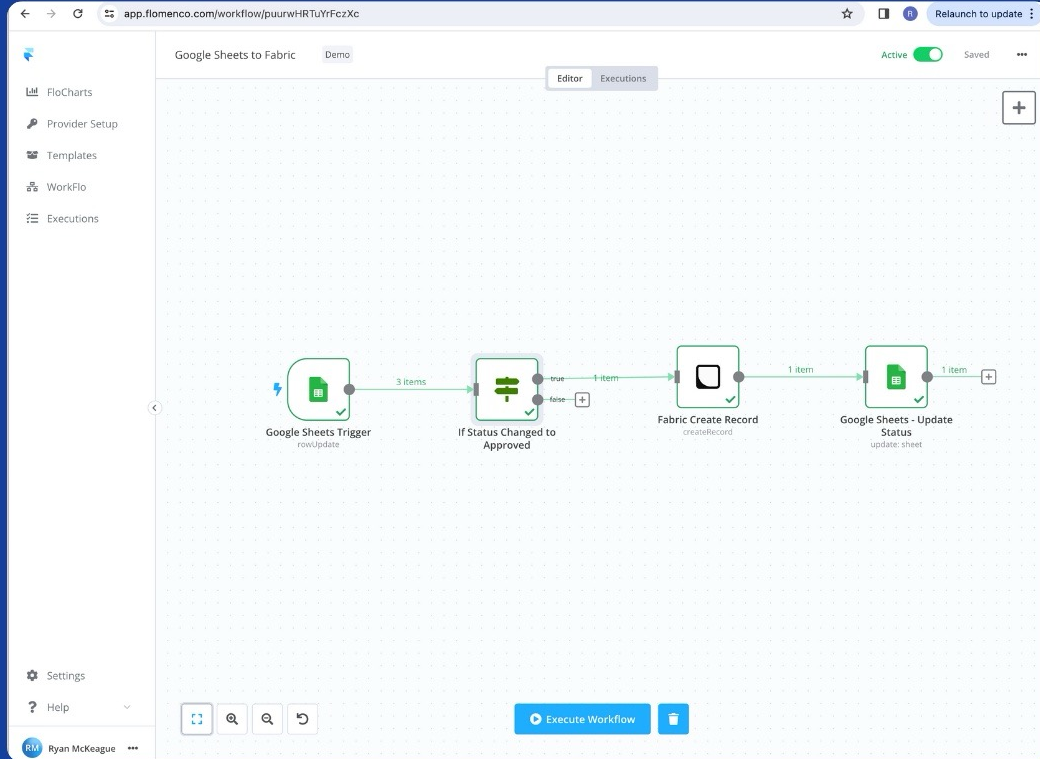 app.flomenco.com/workflow/puurwHRTuYrFczXc
R
Relaunch to update
Google Sheets to Fabric
Demo
Active
Saved
Editor
Executions
FloCharts
Provider Setup
Templates
WorkFlo
Executions
3 items
true
1 item
false
1 item
1 item
Google Sheets Trigger
rowUpdate
If Status Changed to
Approved
Fabric Create Record
createRecord
Google Sheets - Update
Status
update: sheet
Settings
Help
Execute Workflow
RM
Ryan McKeague